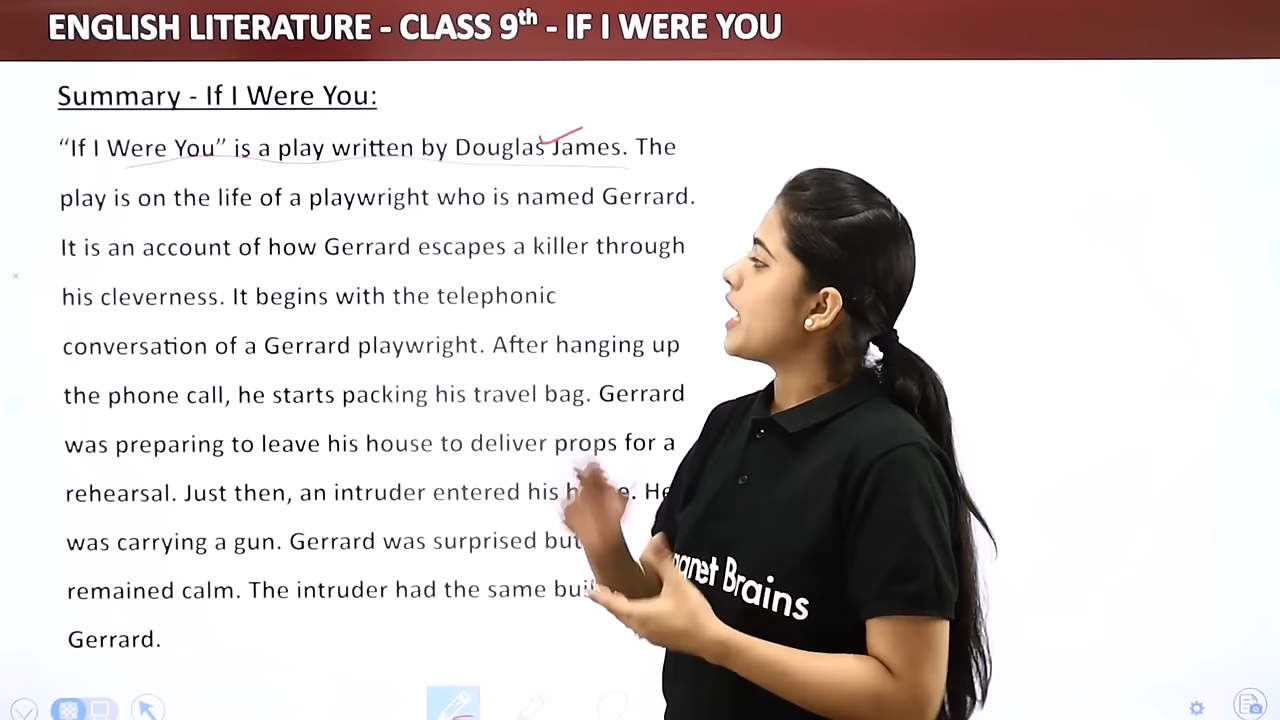 ENGLISH LITERATURE - CLASS 9th - IF I WERE YOU
Summary - If I Were You:
“If I Were You” is a play written by Douglas James. The
play is on the life of a playwright who is named Gerrard.
It is an account of how Gerrard escapes a killer through
his cleverness. It begins with the telephonic
conversation of a Gerrard playwright. After hanging up
the phone call, he starts packing his travel bag. Gerrard
was preparing to leave his house to deliver props for a
rehearsal. Just then, an intruder entered his He
was carrying a gun. Gerrard was surprised but
remained calm. The intruder had the same
Gerrard.
Brains